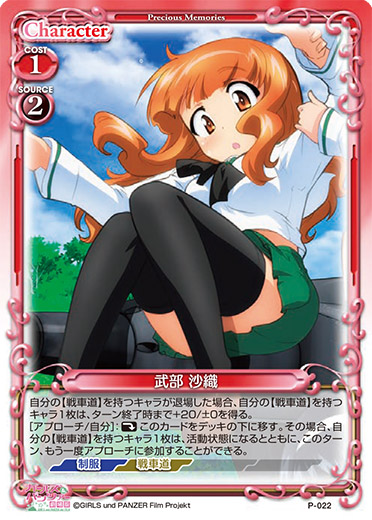 Precious Memories
Character
COST
1
SOURCE
2
武部 沙織
自分の【戦車道】を持つキャラが退場した場合、自分の【戦車道】を持つ
キャラ1枚は、ターン終了時まで+20/±0を得る。
[アプローチ/自分]: このカードをデッキの下に移す。その場合、自
分の【戦車道】を持つキャラ1枚は、活動状態になるとともに、このター
ン、もう一度アプローチに参加することができる。
制服 戦車道
©GIRLS und PANZER Film Projekt
P-022